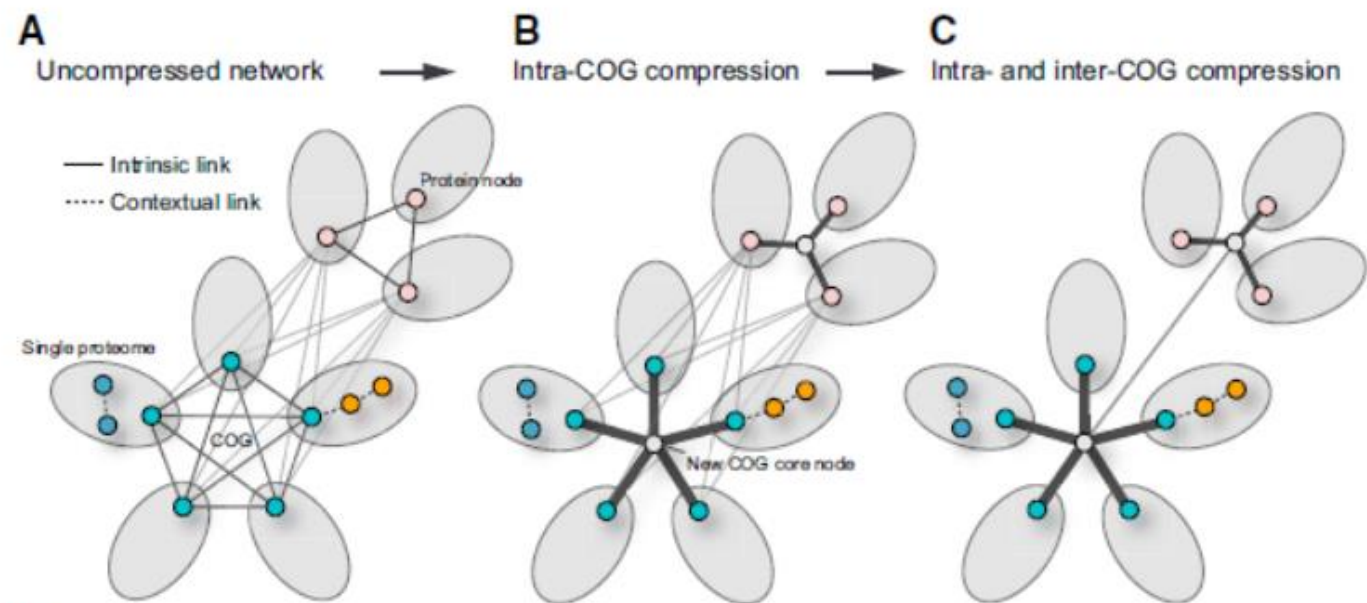 A
Uncompressed network
B
Intra-COG compression
C
Intra- and inter-COG compression
Intrinsic link
Contextual link
Protein node
Single proteome
COG
New COG core node